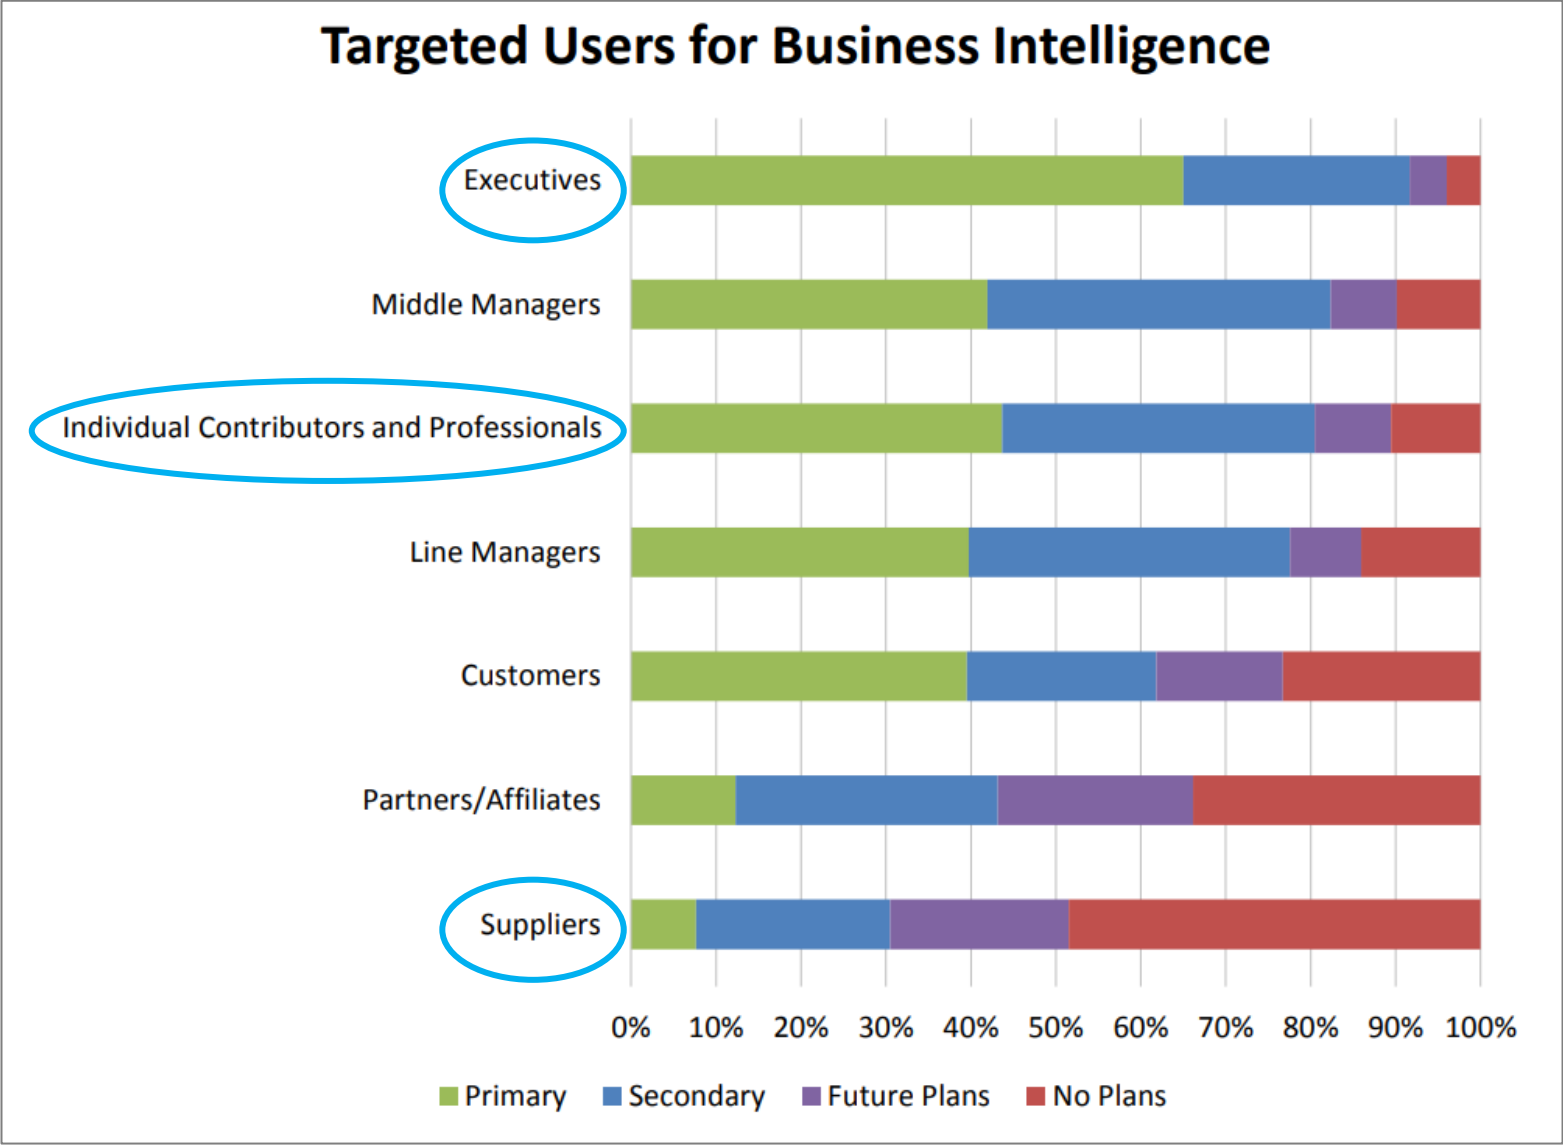 Targeted Users for Business Intelligence
Executives
Middle Managers
Individual Contributors and Professionals
Line Managers
Customers
Partners/Affiliates
Suppliers
0% 10% 20% 30% 40% 50% 60% 70% 80% 90% 100%
Primary Secondary Future Plans No Plans